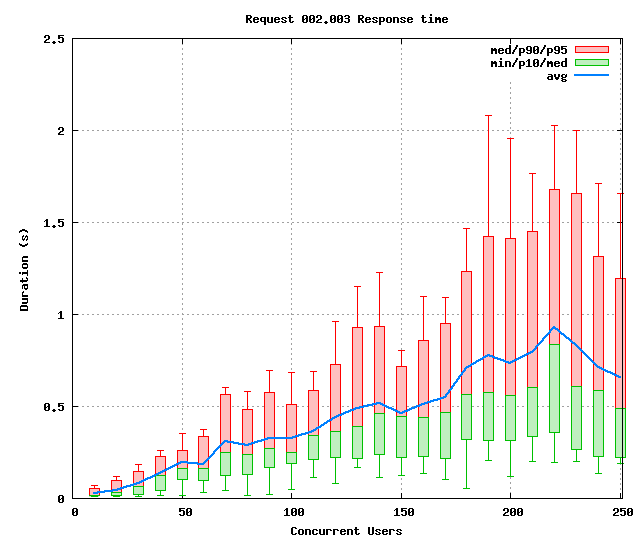 Request 002.003 Response time
2.5
med/p90/p95
min/p10/med
avg
2
1.5
Duration (s)
1
0.5
0
0 50 100 150 200 250
Concurrent Users